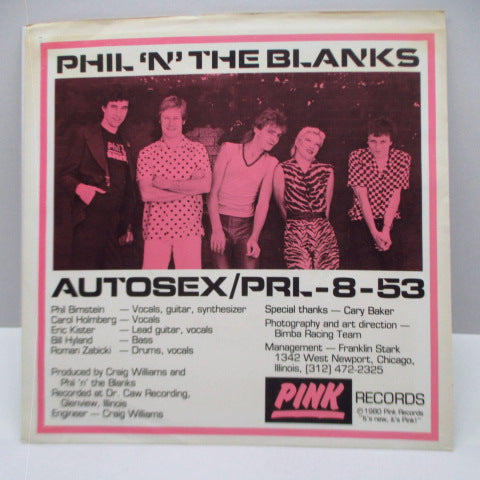 PHIL 'N' THE BLANKS
AUTOSEX/PRL-8-53
Phil Bimstein — Vocals, guitar, synthesizer
Carol Holmberg — Vocals
Eric Kister — Lead guitar, vocals
Bill Hyland — Bass
Roman Zabicki — Drums, vocals
Produced by Craig Williams and
Phil 'n' the Blanks
Recorded at Dr. Caw Recording,
Glenview, Illinois
Engineer — Craig Williams
Special thanks — Cary Baker
Photography and art direction —
Bimba Racing Team
Management — Franklin Stark
1342 West Newport, Chicago,
Illinois, (312) 472-2325
PINK RECORDS
© 1980 Pink Records
"It's new, it's Pink!"